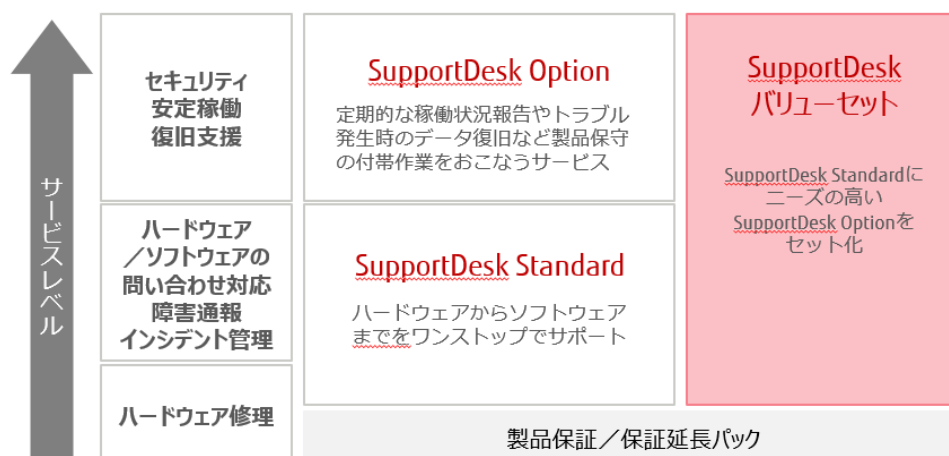 サービスレベル
セキュリティ
安定稼働
復旧支援
SupportDesk Option
定期的な稼働状況報告やトラブル
発生時のデータ復旧など製品保守
の付帯作業をおこなうサービス
SupportDesk
バリューセット
SupportDesk Standardに
ニーズの高い
SupportDesk Optionを
セット化
ハードウェア
／ソフトウェアの
問い合わせ対応
障害通報
インシデント管理
SupportDesk Standard
ハードウェアからソフトウェア
までをワンストップでサポート
ハードウェア修理
製品保証／保証延長パック